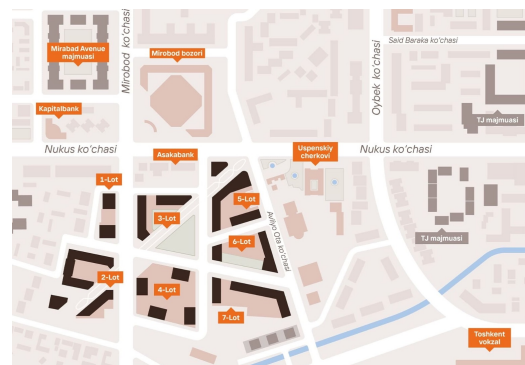 Mirabad Avenue
majmuasi
Mirobod ko'chasi
Mirobod bozori
Said Baraka ko'chasi
Oybek ko'chasi
Kapitalbank
TJ majmuasi
Nukus ko'chasi
Asakabank
Uspenskiy
cherkovi
Nukus ko'chasi
1-Lot
3-Lot
5-Lot
Avliyo Ota ko'chasi
6-Lot
TJ majmuasi
2-Lot
4-Lot
7-Lot
Toshkent
vokzal